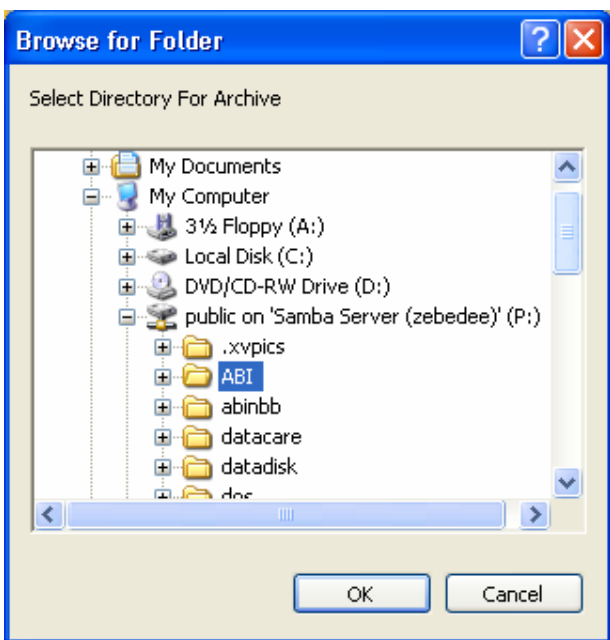 Browse for Folder
Select Directory For Archive
My Documents
My Computer
3½ Floppy (A:)
Local Disk (C:)
DVD/CD-RW Drive (D:)
public on 'Samba Server (zebedee)' (P:)
.xvpics
ABI
abinbb
datacare
datadisk
dos
OK Cancel